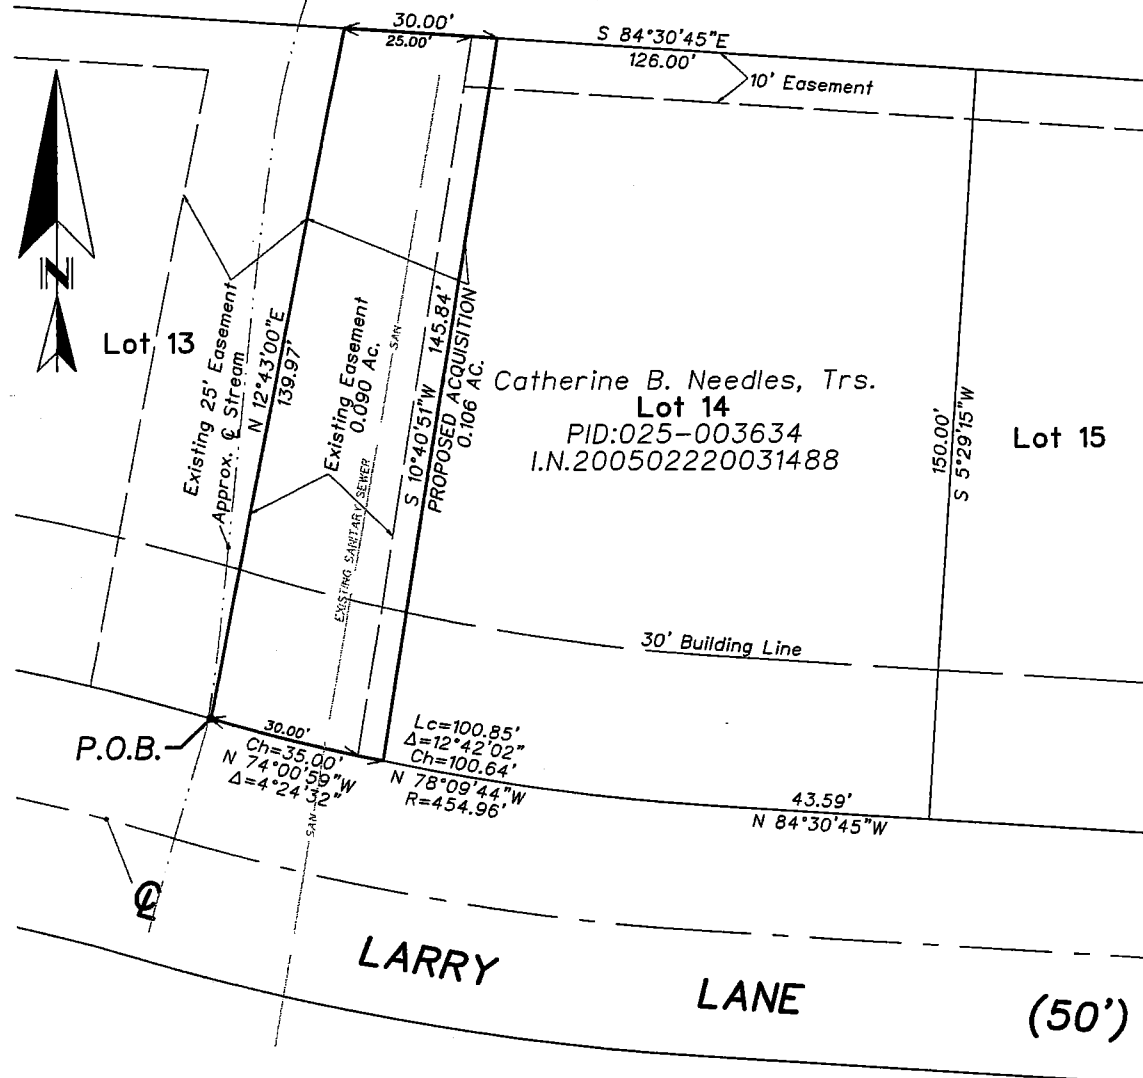 30.00'
25.00'
S 84°30'45"E
126.00'
10' Easement
N
Lot 13
Existing 25' Easement
Approx. ℄ Stream
N 12°43'00"E
139.97'
Existing Easement
0.090 Ac.
SAN
EXISTING SANITARY SEWER
S 10°40'51"W 145.84'
PROPOSED ACQUISITION
0.106 AC.
Catherine B. Needles, Trs.
Lot 14
PID:025-003634
I.N.200502220031488
150.00'
S 5°29'15"W
Lot 15
30' Building Line
P.O.B.
30.00'
Ch=35.00'
N 74°00'59"W
Δ=4°24'32"
SAN
Lc=100.85'
Δ=12°42'02"
Ch=100.64'
N 78°09'44"W
R=454.96'
43.59'
N 84°30'45"W
℄
LARRY LANE (50')